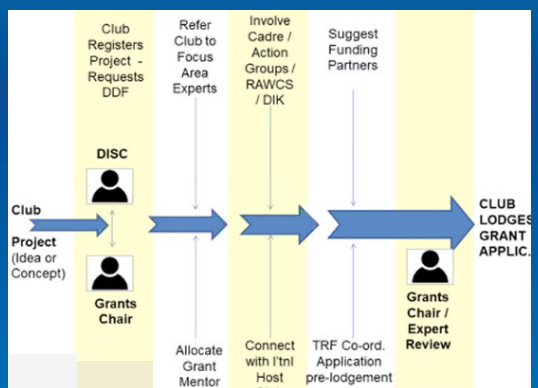 Club
Registers
Project -
Requests
DDF
Refer
Club to
Focus
Area
Experts
Involve
Cadre /
Action
Groups /
RAWCS
/ DIK
Suggest
Funding
Partners
DISC
Club
Project
(Idea or
Concept)
Grants
Chair
Allocate
Grant
Mentor
Connect
with I'tnl
Host
TRF Co-ord.
Application
pre-lodgement
Grants
Chair /
Expert
Review
CLUB
LODGES
GRANT
APPLIC.